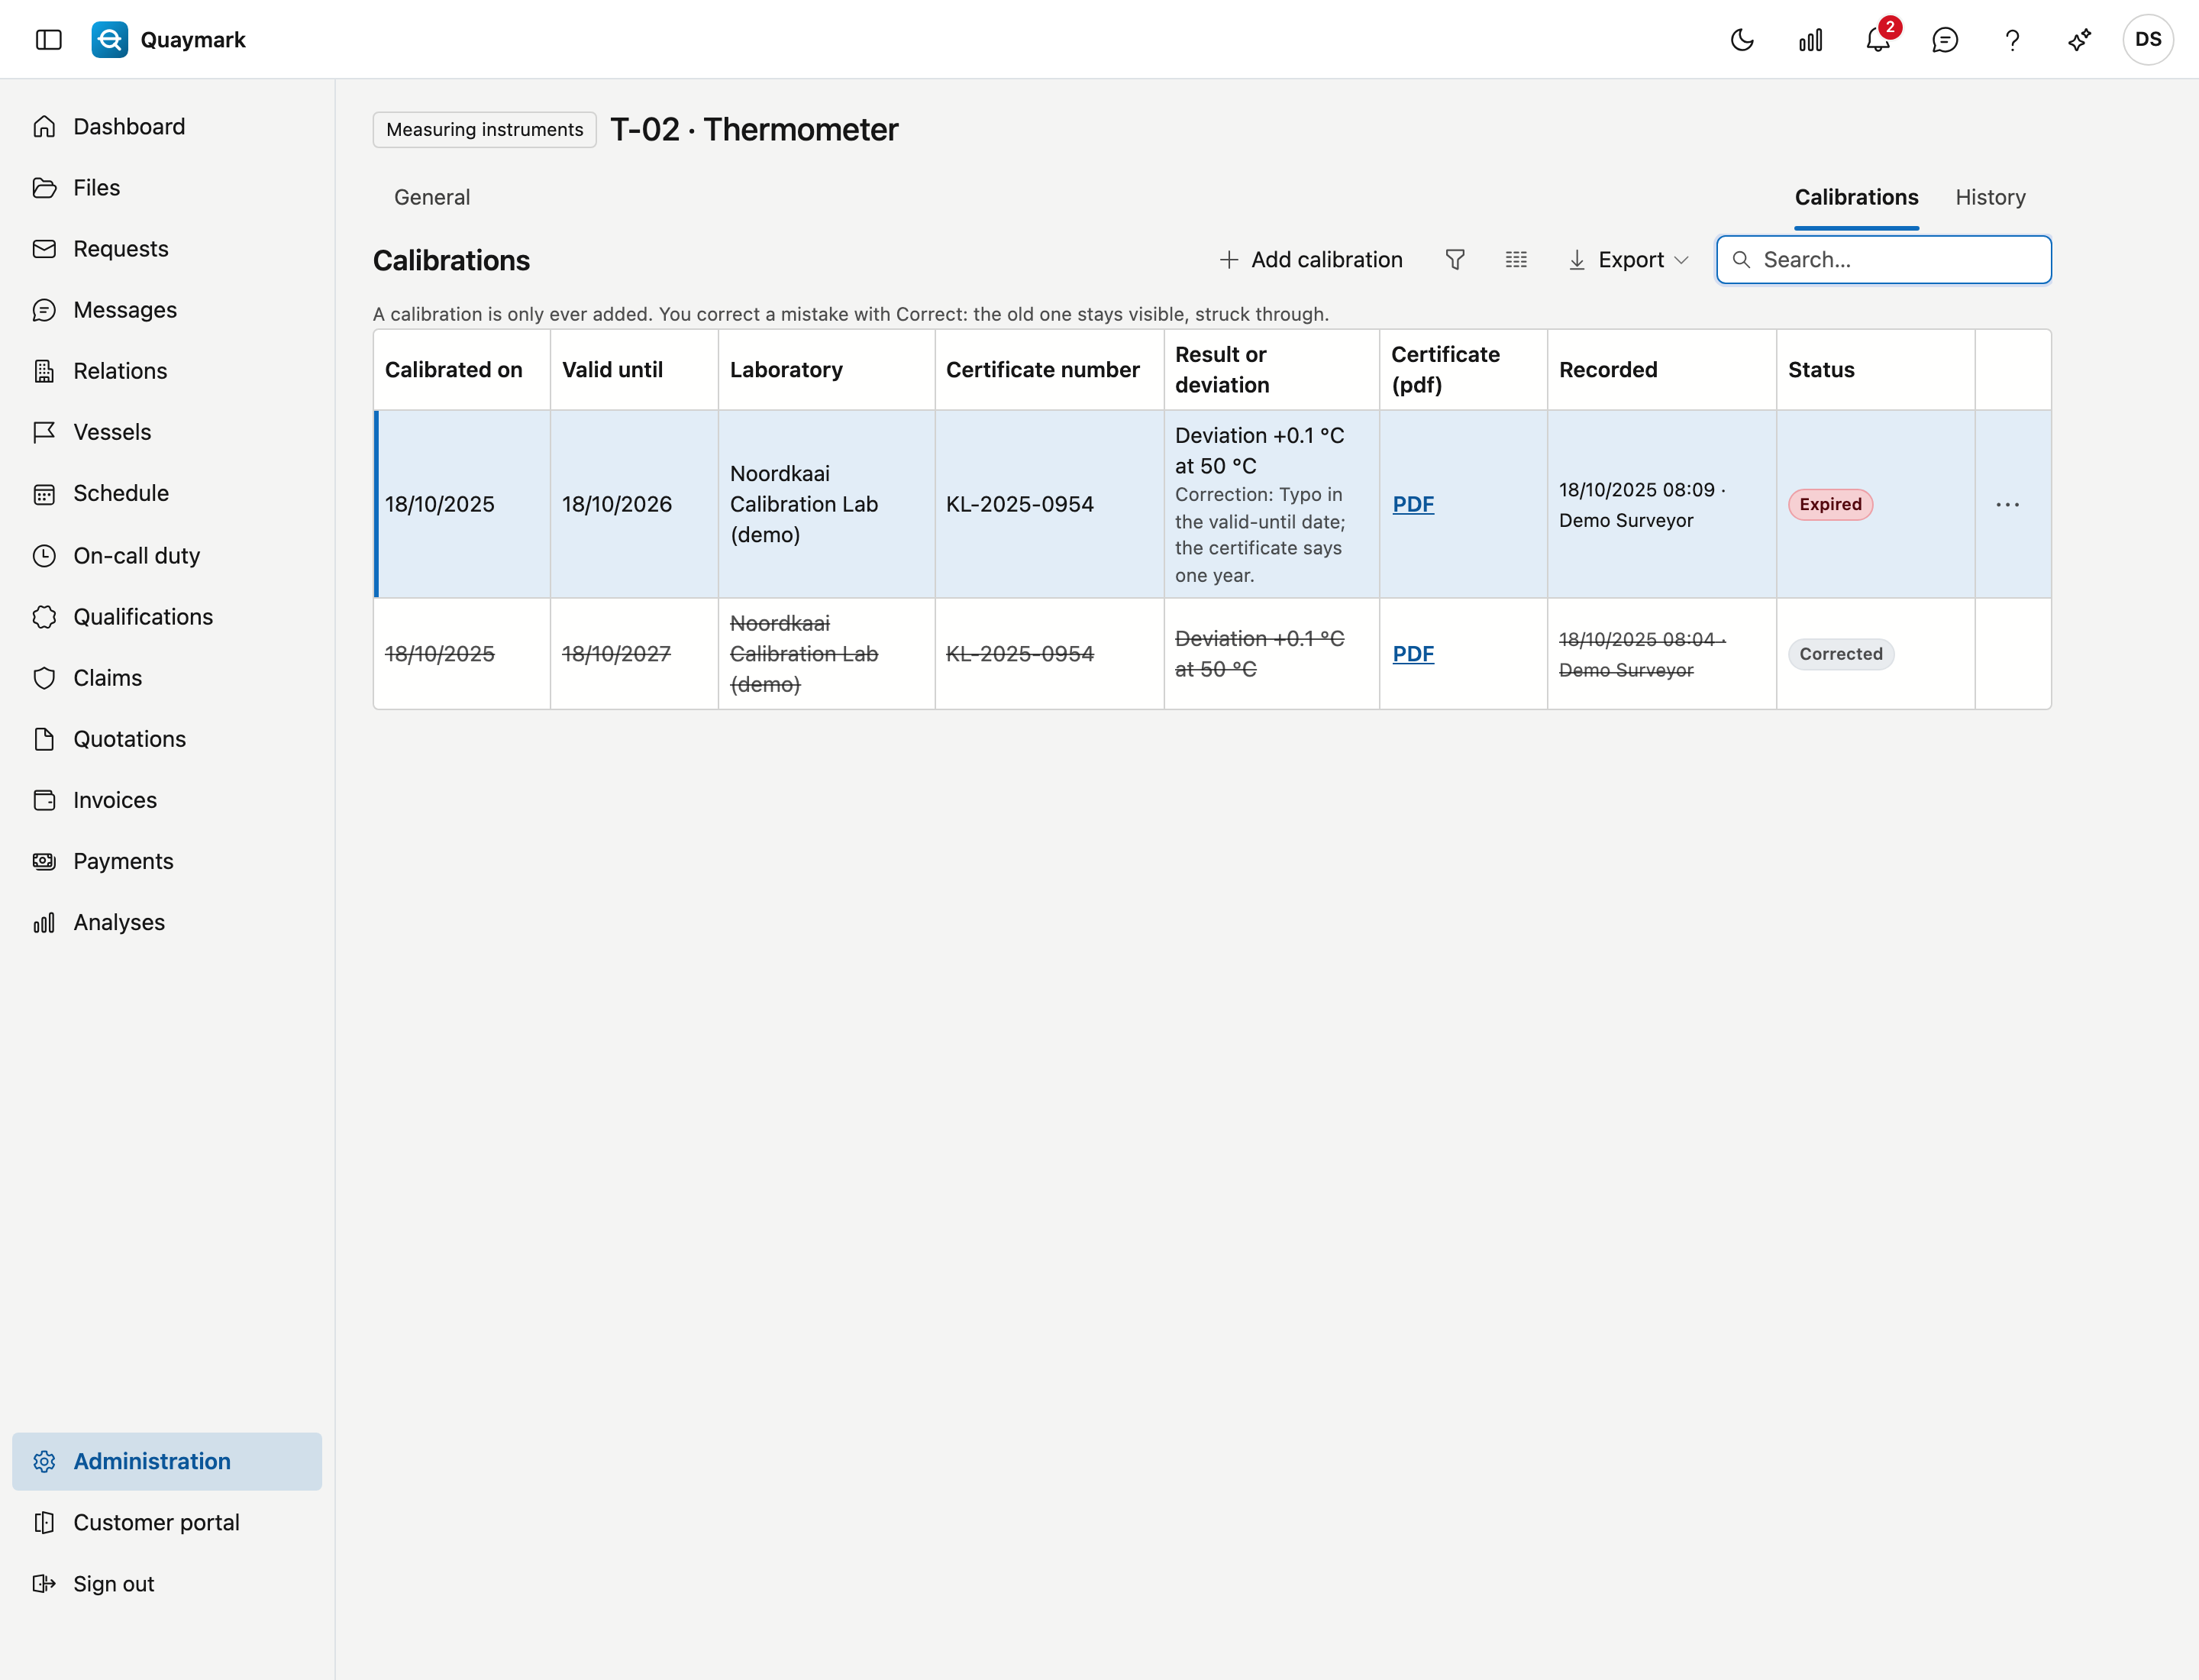 Quaymark
2
DS
Dashboard
Files
Requests
Messages
Relations
Vessels
Schedule
On-call duty
Qualifications
Claims
Quotations
Invoices
Payments
Analyses
Administration
Customer portal
Sign out
Measuring instruments
T-02 · Thermometer
General
Calibrations
History
Calibrations
Add calibration
Export
Search...
A calibration is only ever added. You correct a mistake with Correct: the old one stays visible, struck through.
Calibrated on
Valid until
Laboratory
Certificate number
Result or
deviation
Certificate
(pdf)
Recorded
Status
18/10/2025
18/10/2026
Noordkaai
Calibration Lab
(demo)
KL-2025-0954
Deviation +0.1 °C
at 50 °C
Correction: Typo in
the valid-until date;
the certificate says
one year.
PDF
18/10/2025 08:09 ·
Demo Surveyor
Expired
18/10/2025
18/10/2027
Noordkaai
Calibration Lab
(demo)
KL-2025-0954
Deviation +0.1 °C
at 50 °C
PDF
18/10/2025 08:04 ·
Demo Surveyor
Corrected